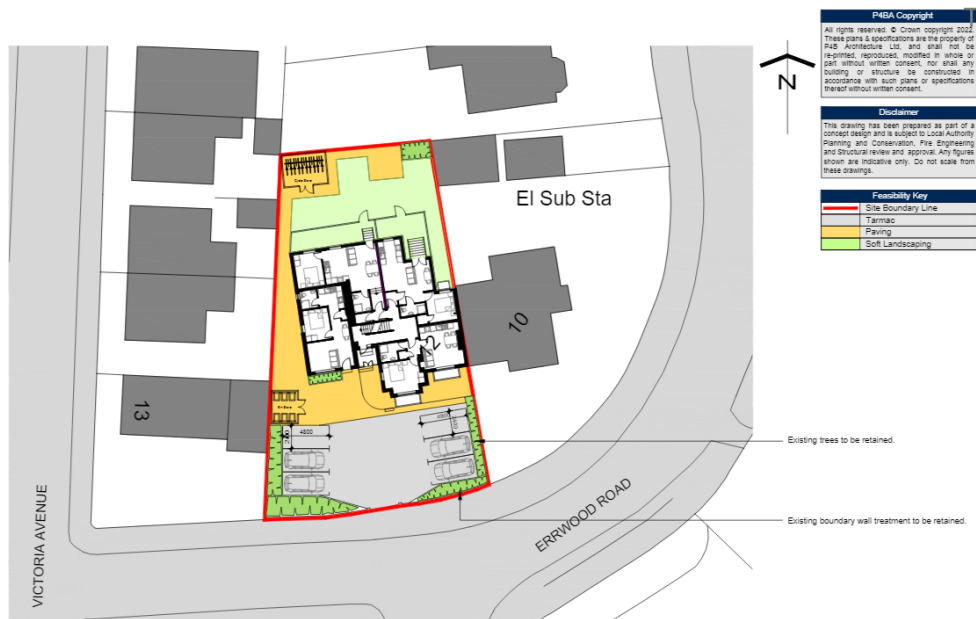 P4BA Copyright
All rights reserved. © Crown copyright 2022.
These plans & specifications are the property of
P4B Architecture Ltd, and shall not be
re-printed, reproduced, modified in whole or
part without written consent, nor shall any
building or structure be constructed in
accordance with such plans or specifications
thereof without written consent.
Disclaimer
This drawing has been prepared as part of a
concept design and is subject to Local Authority
Planning and Conservation, Fire Engineering
and Structural review and approval. Any figures
shown are indicative only. Do not scale from
these drawings.
Feasibility Key
Site Boundary Line
Tarmac
Paving
Soft Landscaping
N
El Sub Sta
10
12
13
4800
Existing trees to be retained.
Existing boundary wall treatment to be retained.
ERRWOOD ROAD
VICTORIA AVENUE